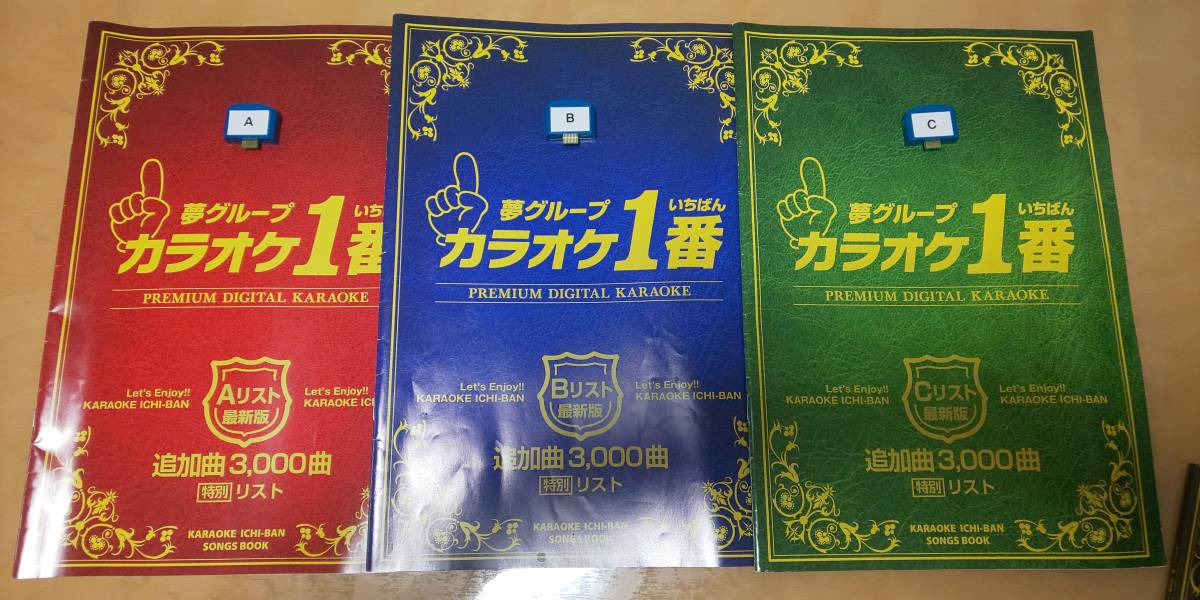 A
夢グループ
いちば
カラオケ1番
PREMIUM DIGITAL KARAOKE
Let's Enjoy!!
KARAOKE ICHI-BAN
Aリスト
最新版
Let's Enjoy!!
KARAOKE ICH
追加曲3,000曲
特別 リスト
KARAOKE ICHI-BAN
SONGS BOOK
B
夢グループ
いちばん
カラオケ1番
PREMIUM DIGITAL KARAOKE
Let's Enjoy!!
KARAOKE ICHI-BAN
Bリスト
最新版
Let's Enjoy!!
KARAOKE ICHI-BAN
追加曲3,000曲
特別 リスト
KARAOKE ICHI-BAN
SONGS BOOK
C
夢グループ
いちばん
カラオケ1番
PREMIUM DIGITAL KARAOKE
Let's Enjoy!!
KARAOKE ICHI-BAN
Cリスト
最新版
Let's Enjoy!!
KARAOKE ICHI-BAN
追加曲3,000曲
特別 リスト
KARAOKE ICHI-BAN
SONGS BOOK